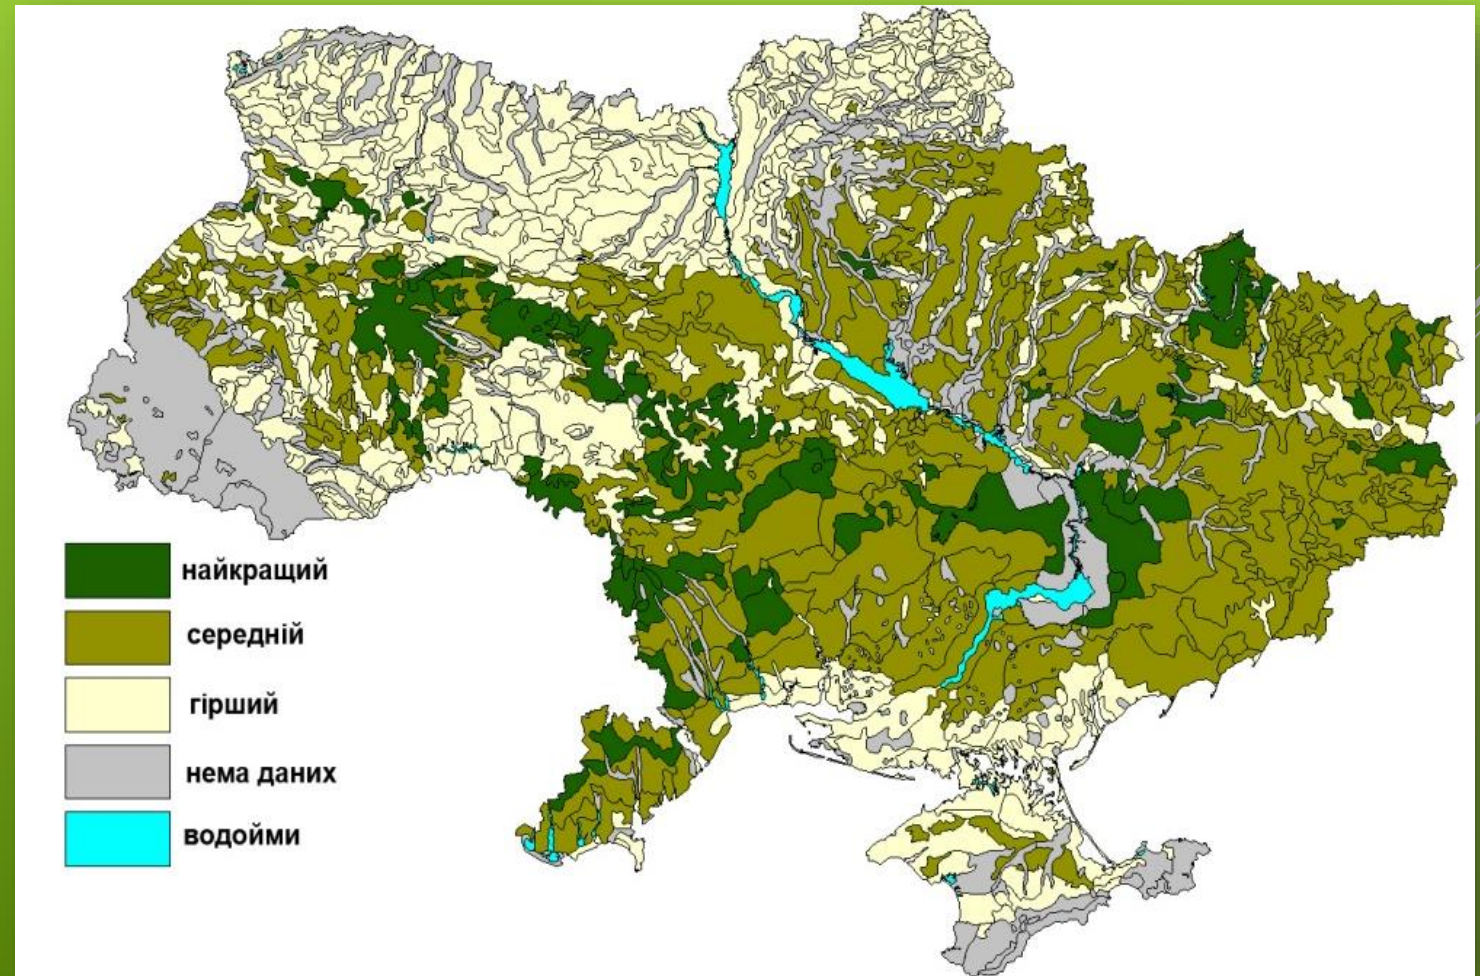 найкращий
середній
гірший
нема даних
водойми